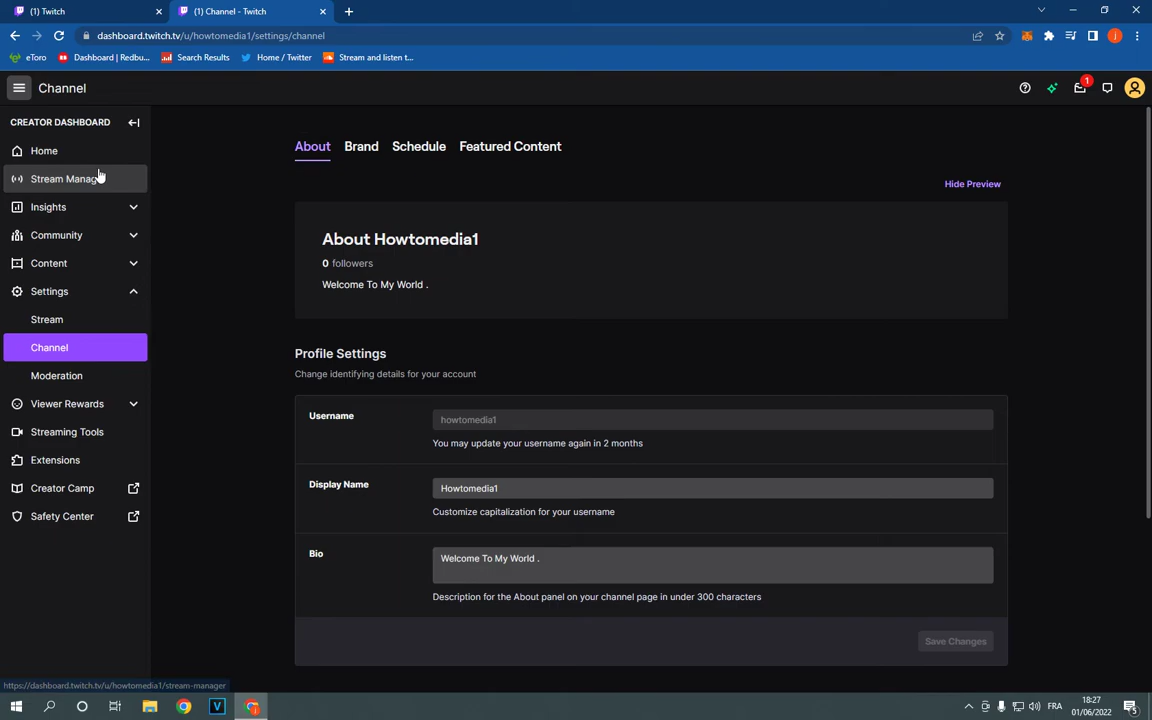 (1) Twitch
(1) Channel - Twitch
dashboard.twitch.tv/u/howtomedia1/settings/channel
eToro
Dashboard | Redbu...
Search Results
Home / Twitter
Stream and listen t...
Channel
1
CREATOR DASHBOARD
Home
Stream Manag
Insights
Community
Content
Settings
Stream
Channel
Moderation
Viewer Rewards
Streaming Tools
Extensions
Creator Camp
Safety Center
About Brand Schedule Featured Content
Hide Preview
About Howtomedia1
0 followers
Welcome To My World .
Profile Settings
Change identifying details for your account
Username
howtomedia1
You may update your username again in 2 months
Display Name
Howtomedia1
Customize capitalization for your username
Bio
Welcome To My World .
Description for the About panel on your channel page in under 300 characters
Save Changes
https://dashboard.twitch.tv/u/howtomedia1/stream-manager
FRA
18:27
01/06/2022
5